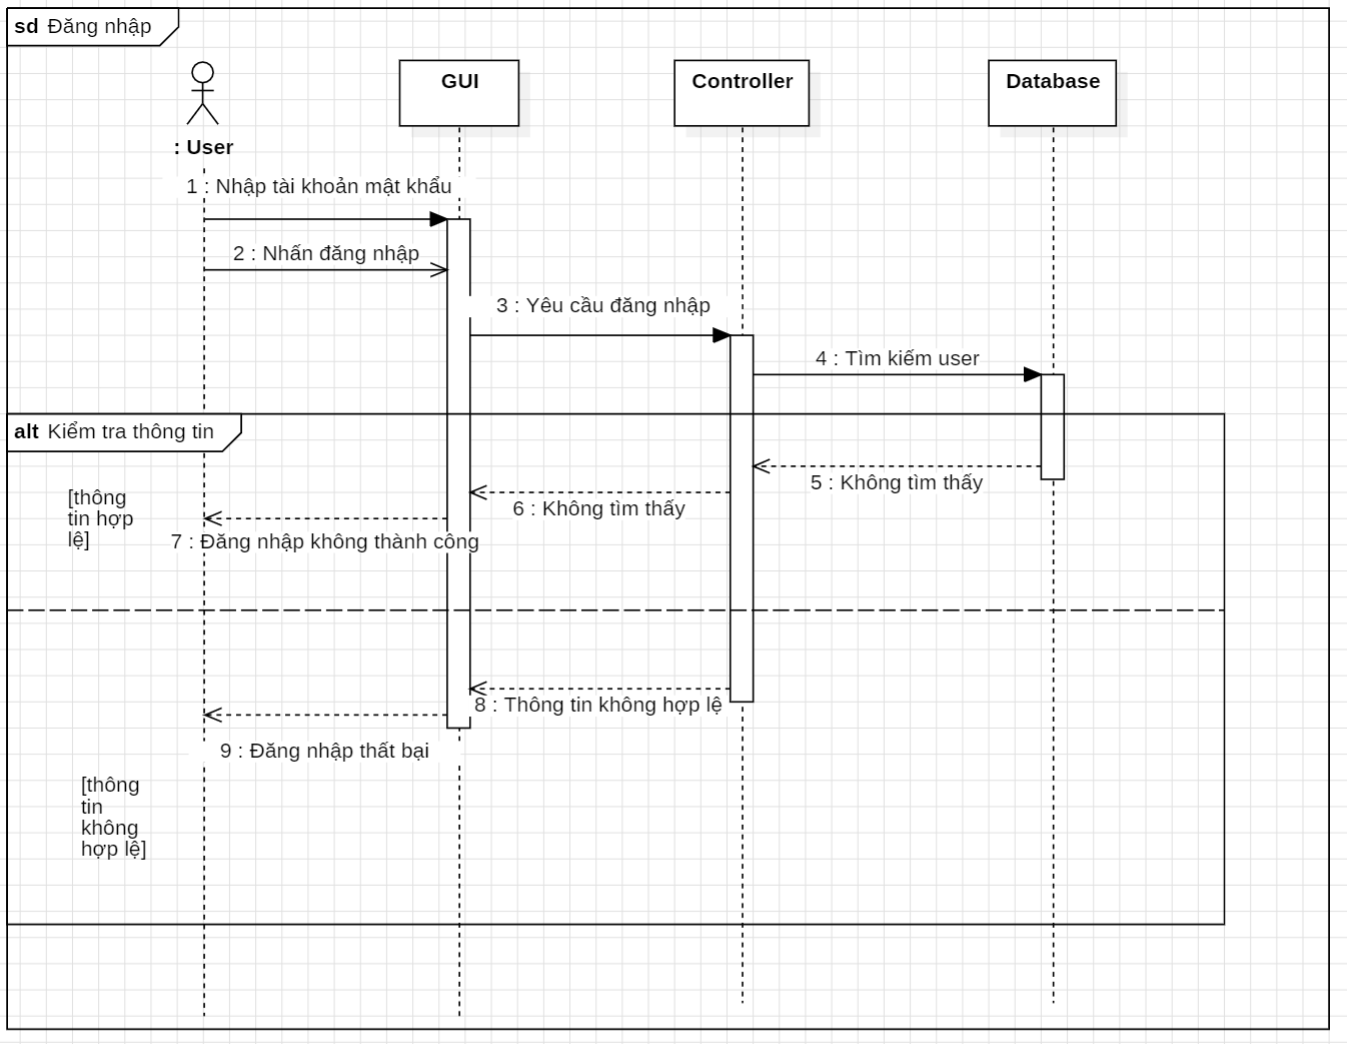 sd Đăng nhập
GUI
Controller
Database
: User
1 : Nhập tài khoản mật khẩu
2 : Nhấn đăng nhập
3 : Yêu cầu đăng nhập
4 : Tìm kiếm user
alt Kiểm tra thông tin
5 : Không tìm thấy
[thông
tin hợp
lệ]
6 : Không tìm thấy
7 : Đăng nhập không thành công
8 : Thông tin không hợp lệ
9 : Đăng nhập thất bại
[thông
tin
không
hợp lệ]